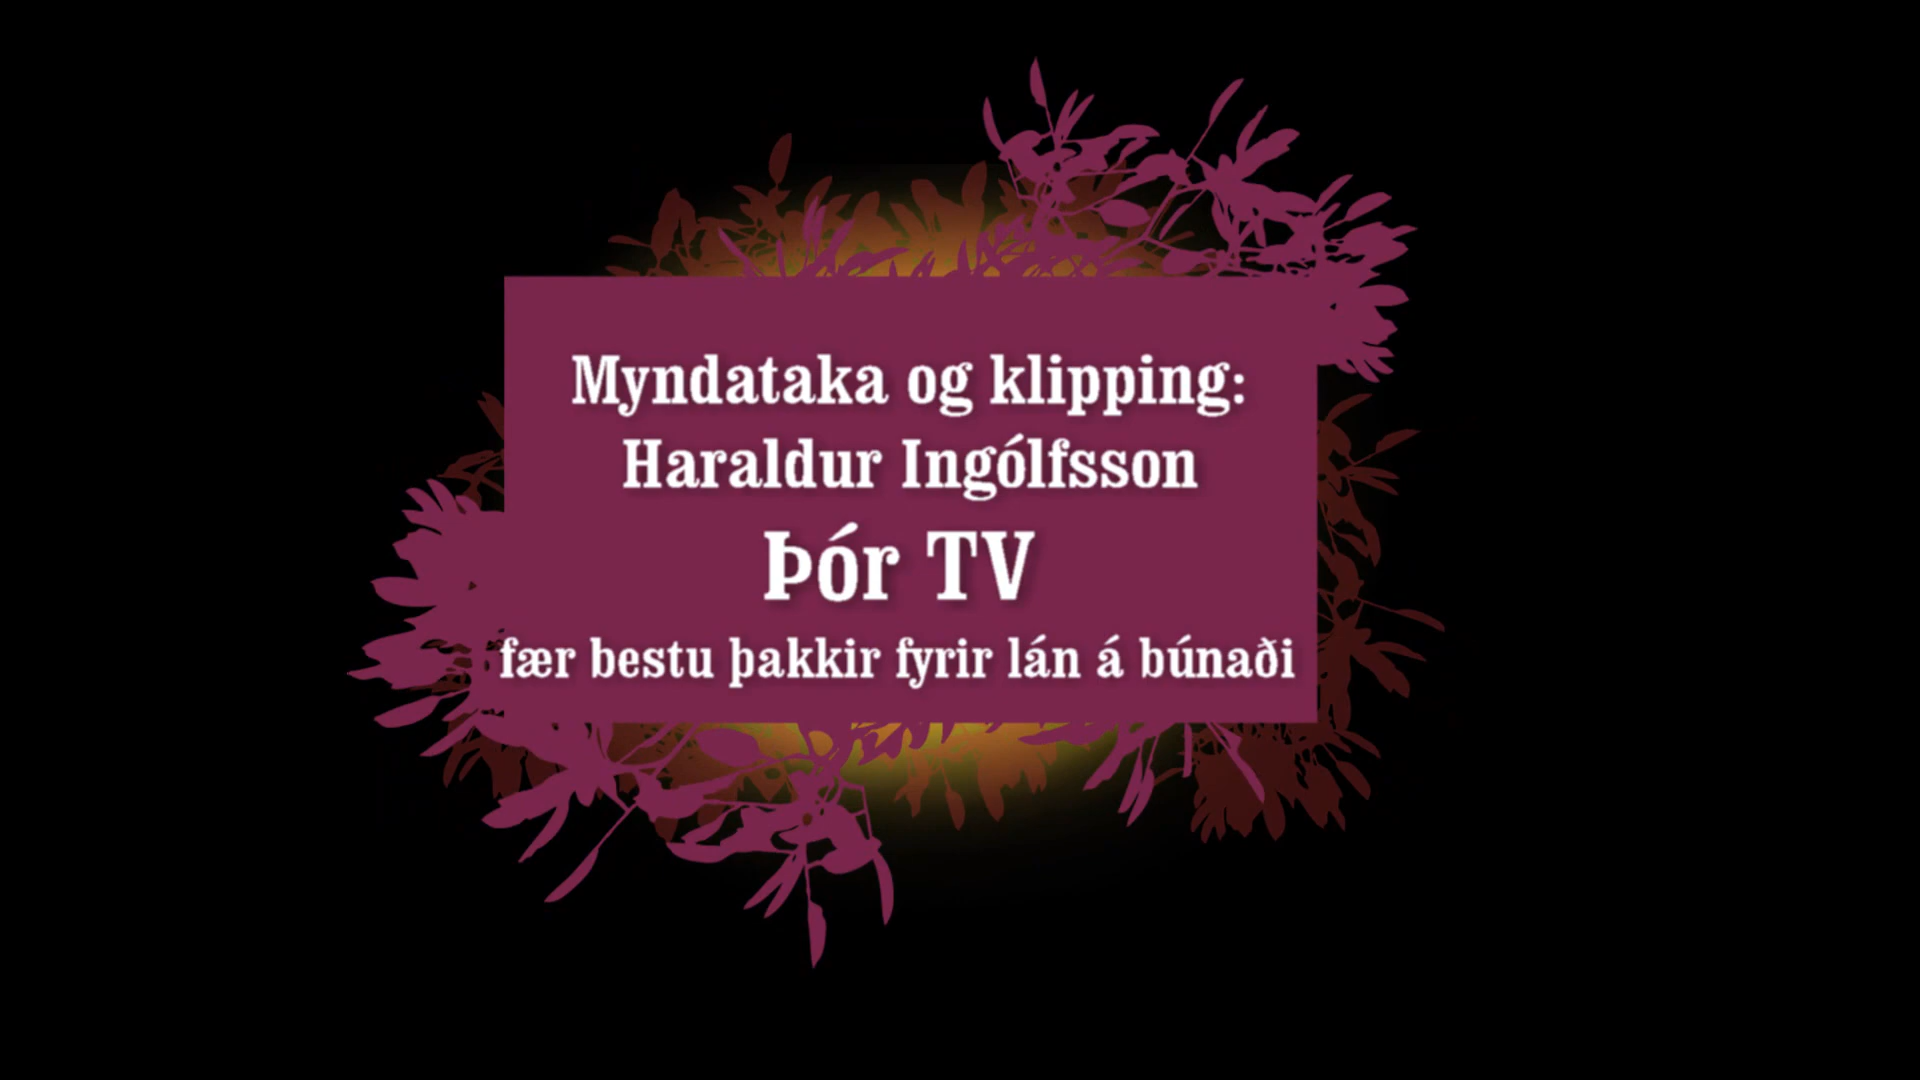 Myndataka og klipping:
Haraldur Ingólfsson
Þór TV
fær bestu þakkir fyrir lán á búnaði